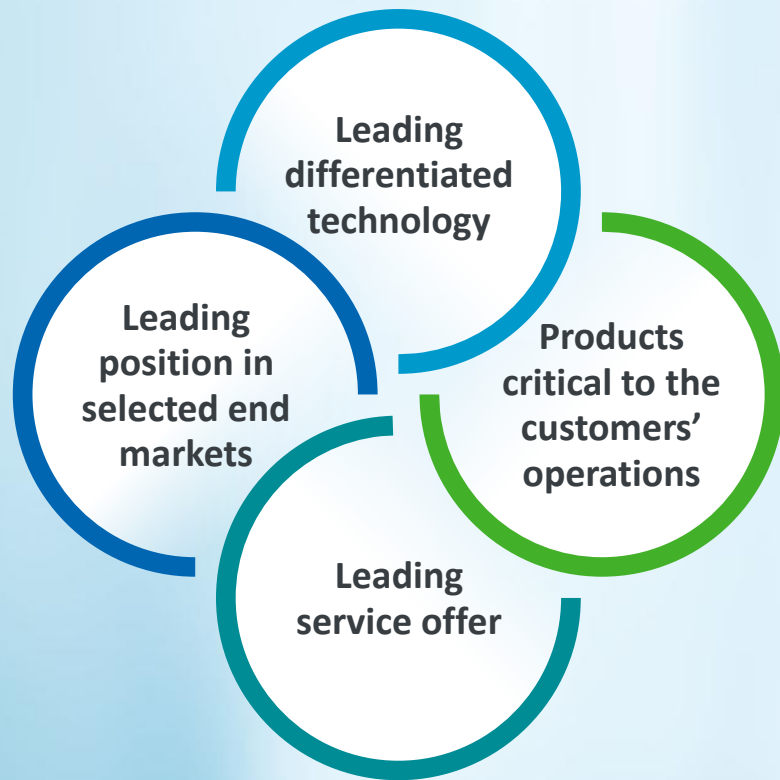 Leading
differentiated
technology
Leading
position in
selected end
markets
Products
critical to the
customers’
operations
Leading
service offer